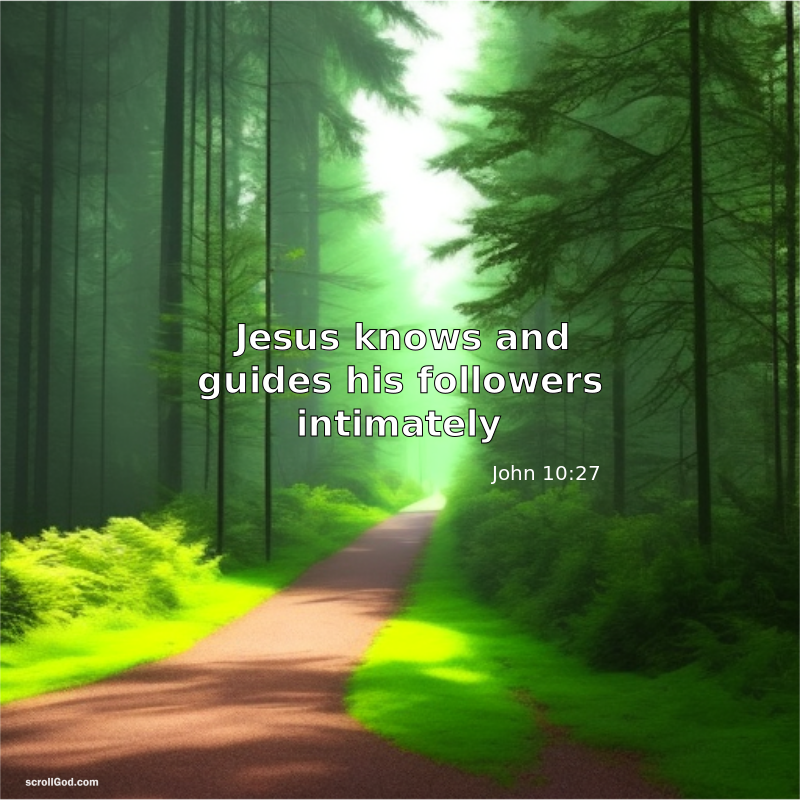 Jesus knows and
guides his followers
intimately
John 10:27
scrollGod.com